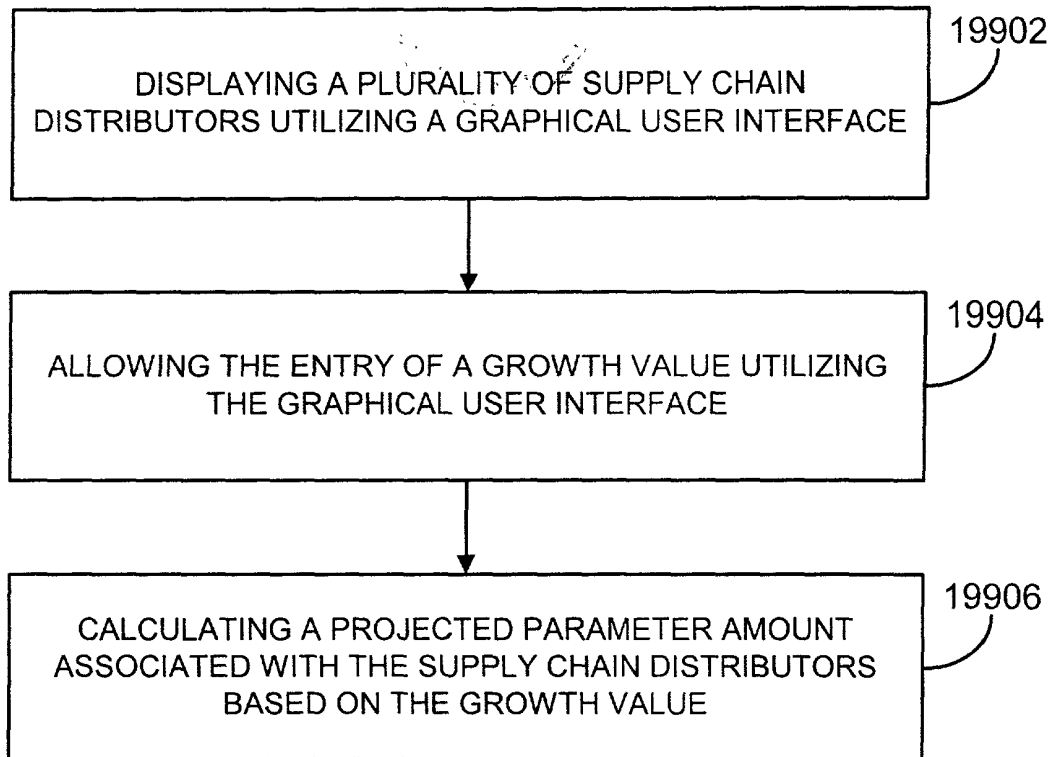 19902
DISPLAYING A PLURALITY OF SUPPLY CHAIN
DISTRIBUTORS UTILIZING A GRAPHICAL USER INTERFACE
19904
ALLOWING THE ENTRY OF A GROWTH VALUE UTILIZING
THE GRAPHICAL USER INTERFACE
19906
CALCULATING A PROJECTED PARAMETER AMOUNT
ASSOCIATED WITH THE SUPPLY CHAIN DISTRIBUTORS
BASED ON THE GROWTH VALUE